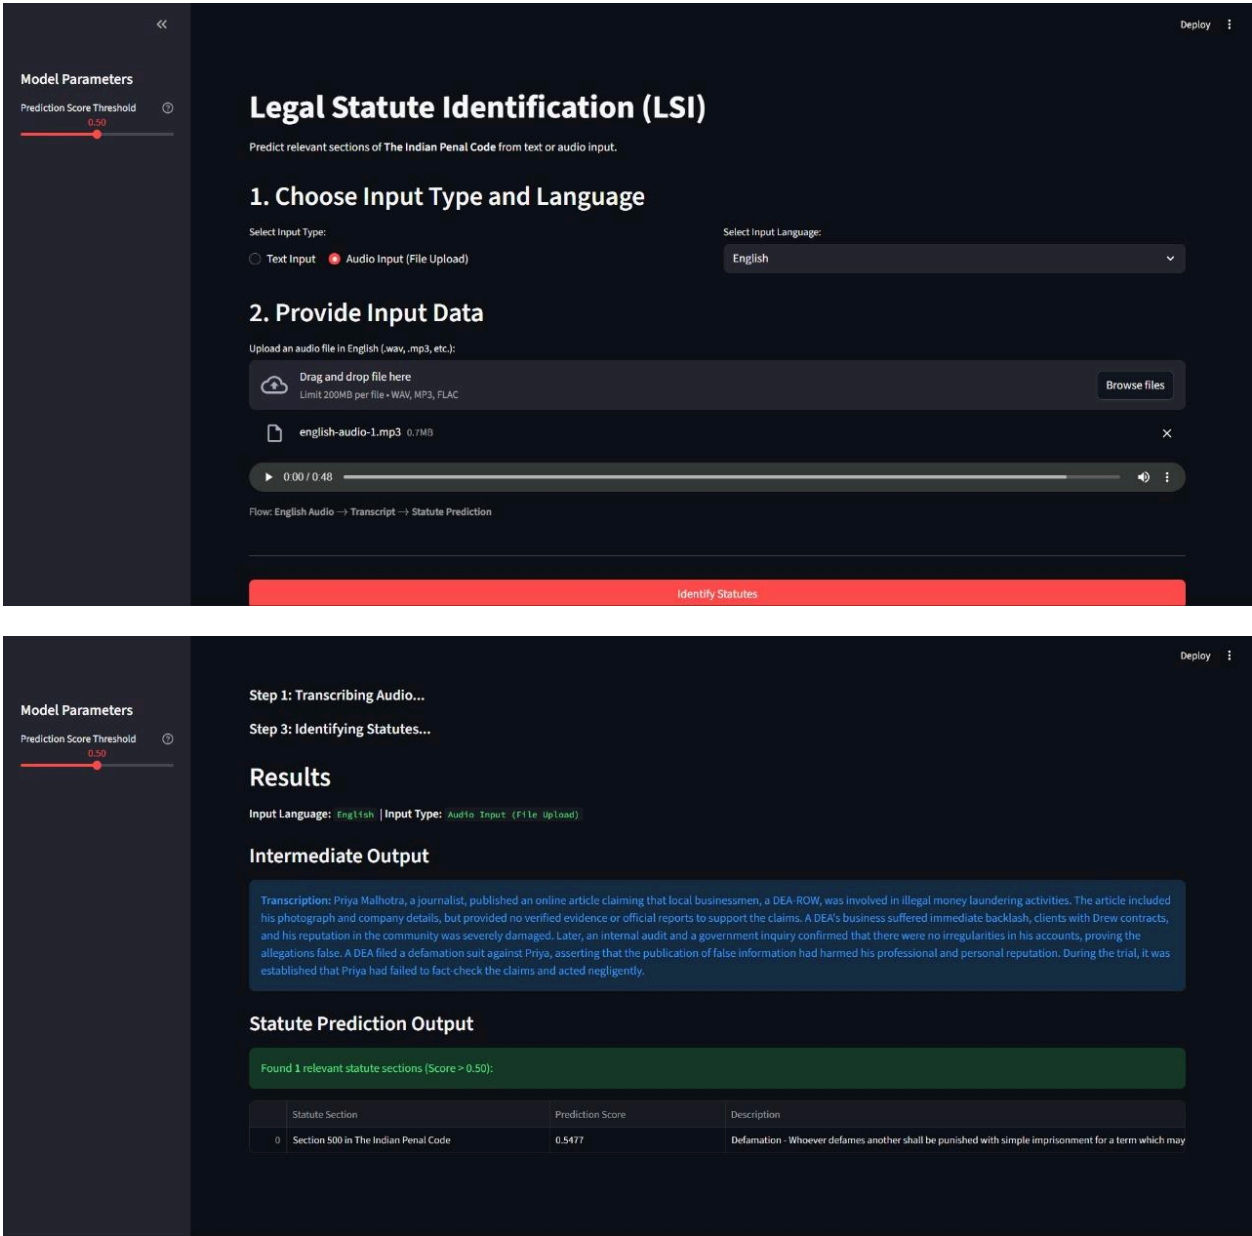 Deploy
Model Parameters
Prediction Score Threshold
0.50
Legal Statute Identification (LSI)
Predict relevant sections of The Indian Penal Code from text or audio input.
1. Choose Input Type and Language
Select Input Type:
Select Input Language:
Text Input Audio Input (File Upload)
English
2. Provide Input Data
Upload an audio file in English (.wav, .mp3, etc.):
Drag and drop file here
Limit 200MB per file • WAV, MP3, FLAC
Browse files
english-audio-1.mp3 0.7MB
0:00 / 0:48
Flow: English Audio → Transcript → Statute Prediction
Identify Statutes
Deploy
Model Parameters
Prediction Score Threshold
0.50
Step 1: Transcribing Audio...
Step 3: Identifying Statutes...
Results
Input Language: English | Input Type: Audio Input (File Upload)
Intermediate Output
Transcription: Priya Malhotra, a journalist, published an online article claiming that local businessmen, a DEA-ROW, was involved in illegal money laundering activities. The article included
his photograph and company details, but provided no verified evidence or official reports to support the claims. A DEA's business suffered immediate backlash, clients with Drew contracts,
and his reputation in the community was severely damaged. Later, an internal audit and a government inquiry confirmed that there were no irregularities in his accounts, proving the
allegations false. A DEA filed a defamation suit against Priya, asserting that the publication of false information had harmed his professional and personal reputation. During the trial, it was
established that Priya had failed to fact-check the claims and acted negligently.
Statute Prediction Output
Found 1 relevant statute sections (Score > 0.50):
Statute Section Prediction Score Description
0 Section 500 in The Indian Penal Code 0.5477 Defamation - Whoever defames another shall be punished with simple imprisonment for a term which may